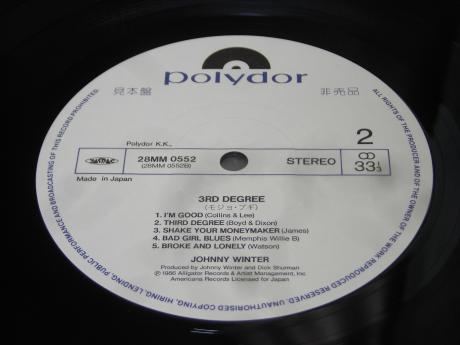 polydor
見本盤
非売品
Polydor K.K.,
2
28MM 0552
(28MM 0552B)
STEREO
33 1/3
Made in Japan
3RD DEGREE
(モジョ・ブギ)
1. I'M GOOD (Collins & Lee)
2. THIRD DEGREE (Boyd & Dixon)
3. SHAKE YOUR MONEYMAKER (James)
4. BAD GIRL BLUES (Memphis Willie B)
5. BROKE AND LONELY (Watson)
JOHNNY WINTER
Produced by Johnny Winter and Dick Shurman
℗ 1986 Alligator Records & Artist Management, Inc.
Americana Records Licensed for Japan
ALL RIGHTS OF THE PRODUCER AND OF THE OWNER OF THE WORK REPRODUCED RESERVED. UNAUTHORISED COPYING, HIRING, LENDING, PUBLIC PERFORMANCE AND BROADCASTING OF THIS RECORD PROHIBITED.